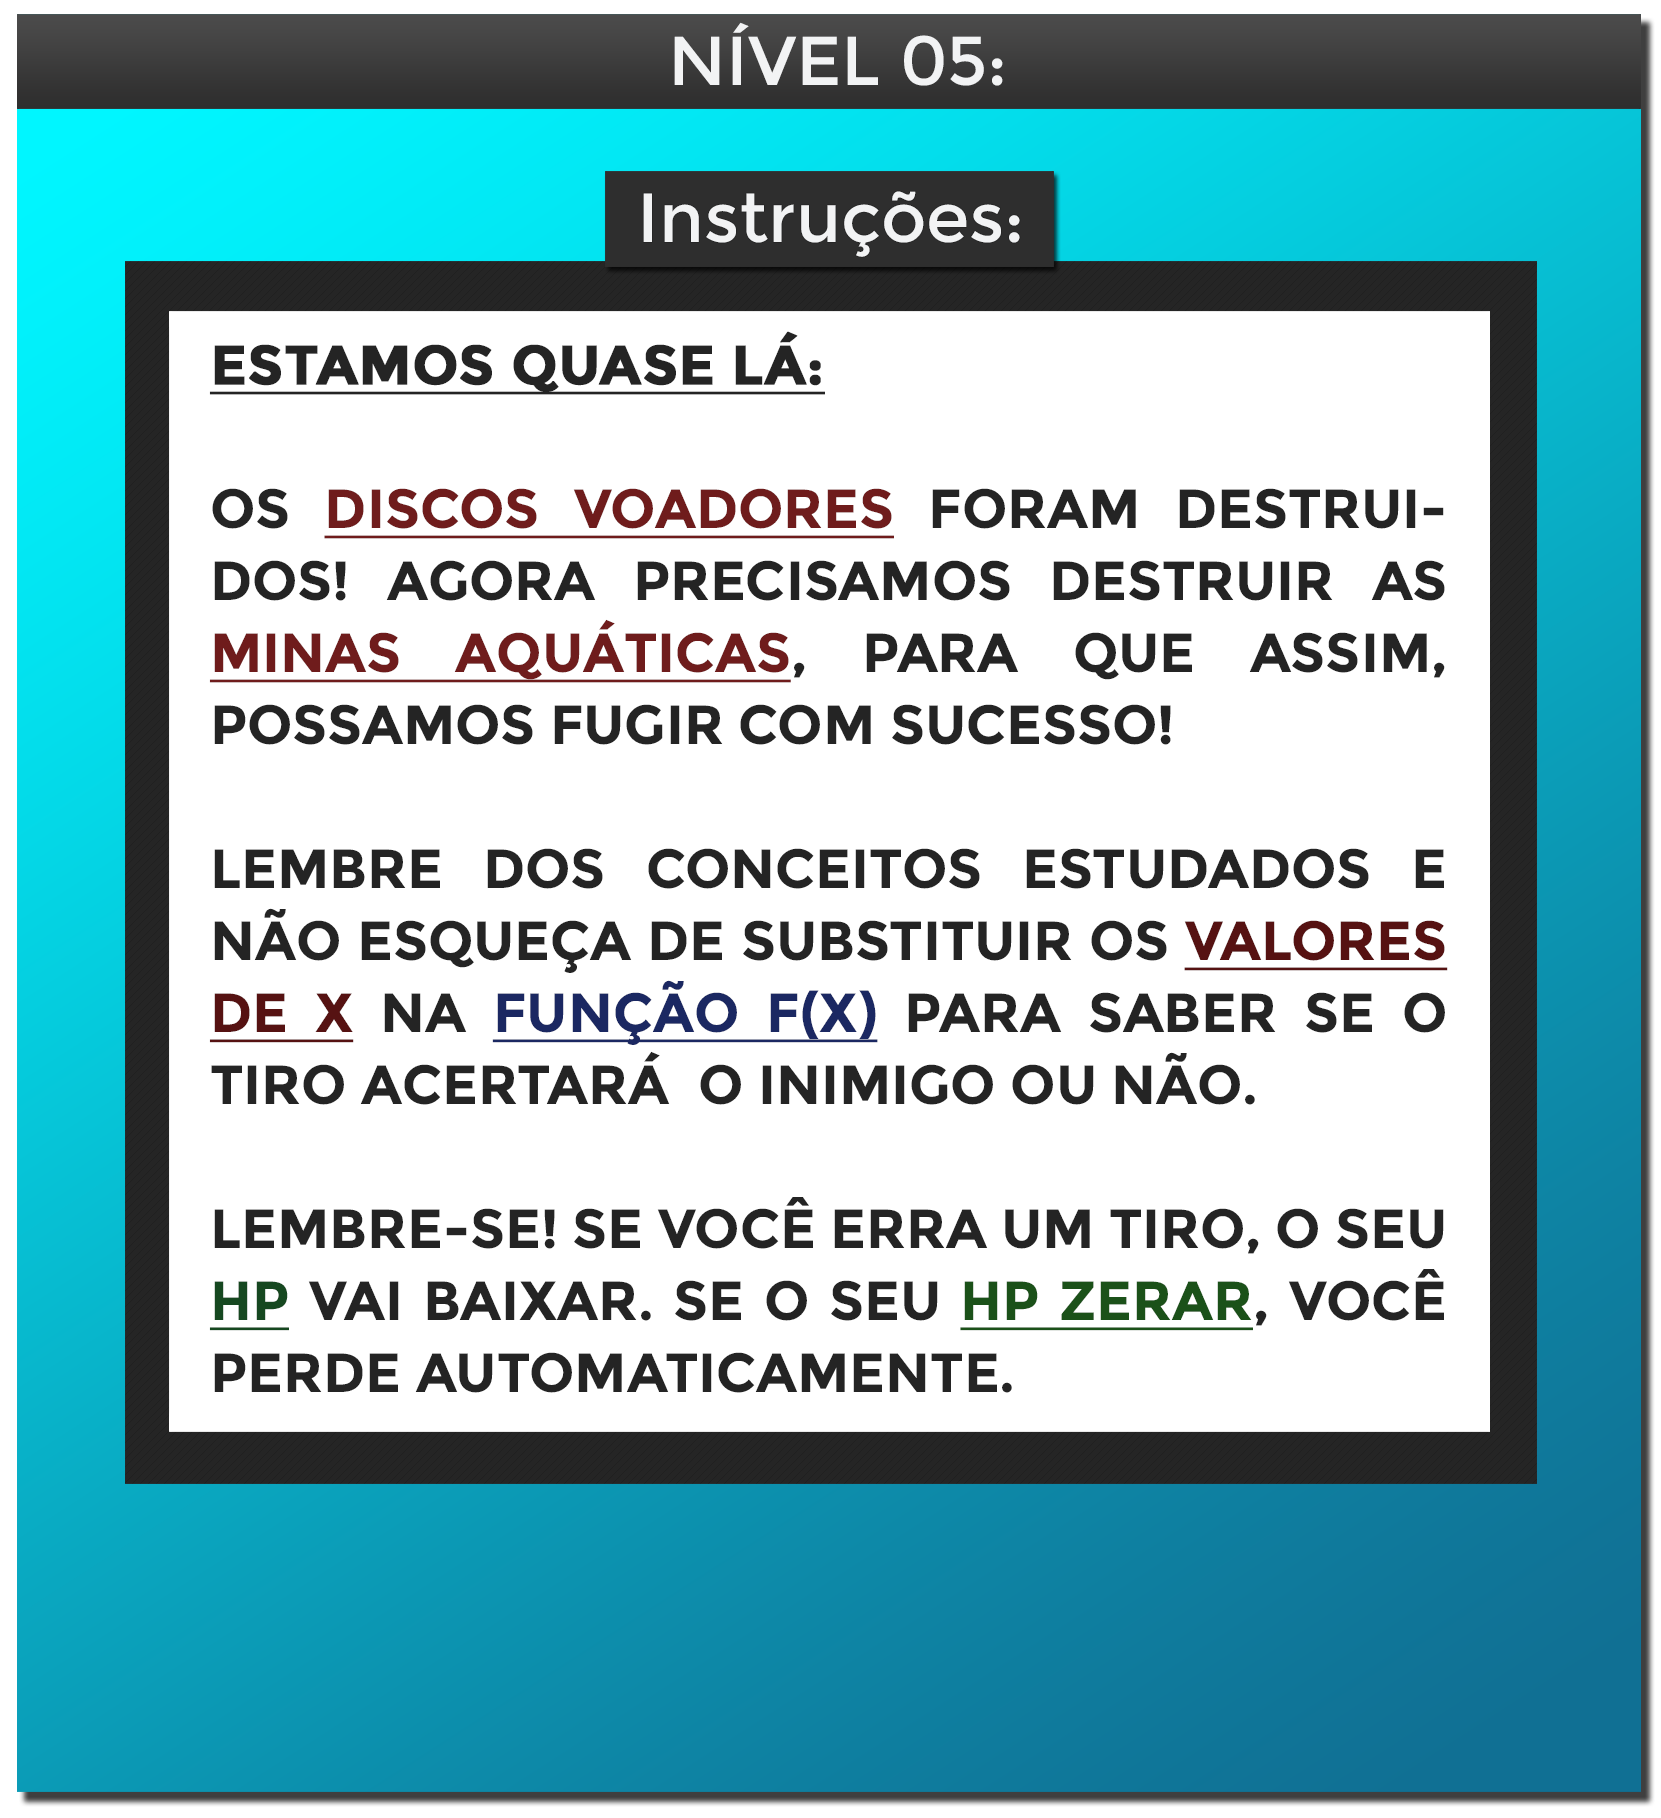 NÍVEL 05:
Instruções:
ESTAMOS QUASE LÁ:
OS DISCOS VOADORES FORAM DESTRUI-
DOS! AGORA PRECISAMOS DESTRUIR AS
MINAS AQUÁTICAS, PARA QUE ASSIM,
POSSAMOS FUGIR COM SUCESSO!
LEMBRE DOS CONCEITOS ESTUDADOS E
NÃO ESQUEÇA DE SUBSTITUIR OS VALORES
DE X NA FUNÇÃO F(X) PARA SABER SE O
TIRO ACERTARÁ O INIMIGO OU NÃO.
LEMBRE-SE! SE VOCÊ ERRA UM TIRO, O SEU
HP VAI BAIXAR. SE O SEU HP ZERAR, VOCÊ
PERDE AUTOMATICAMENTE.